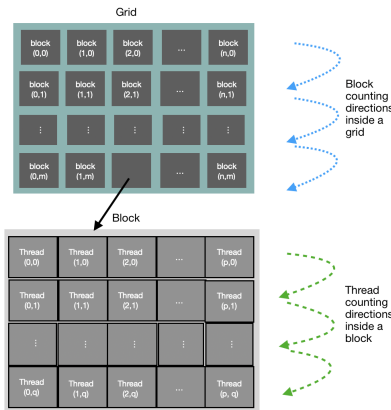 Grid
block
(0,0)
block
(1,0)
block
(2,0)
...
block
(n,0)
block
(0,1)
block
(1,1)
block
(2,1)
...
block
(n,1)
⋮
⋮
⋮
⋮
⋮
block
(0,m)
block
(1,m)
...
block
(n,m)
Block
counting
directions
inside a
grid
Block
Thread
(0,0)
Thread
(1,0)
Thread
(2,0)
...
Thread
(p,0)
Thread
(0,1)
Thread
(1,1)
Thread
(2,1)
...
Thread
(p,1)
⋮
⋮
⋮
⋮
⋮
Thread
(0,q)
Thread
(1,q)
Thread
(2,q)
...
Thread
(p, q)
Thread
counting
directions
inside a
block